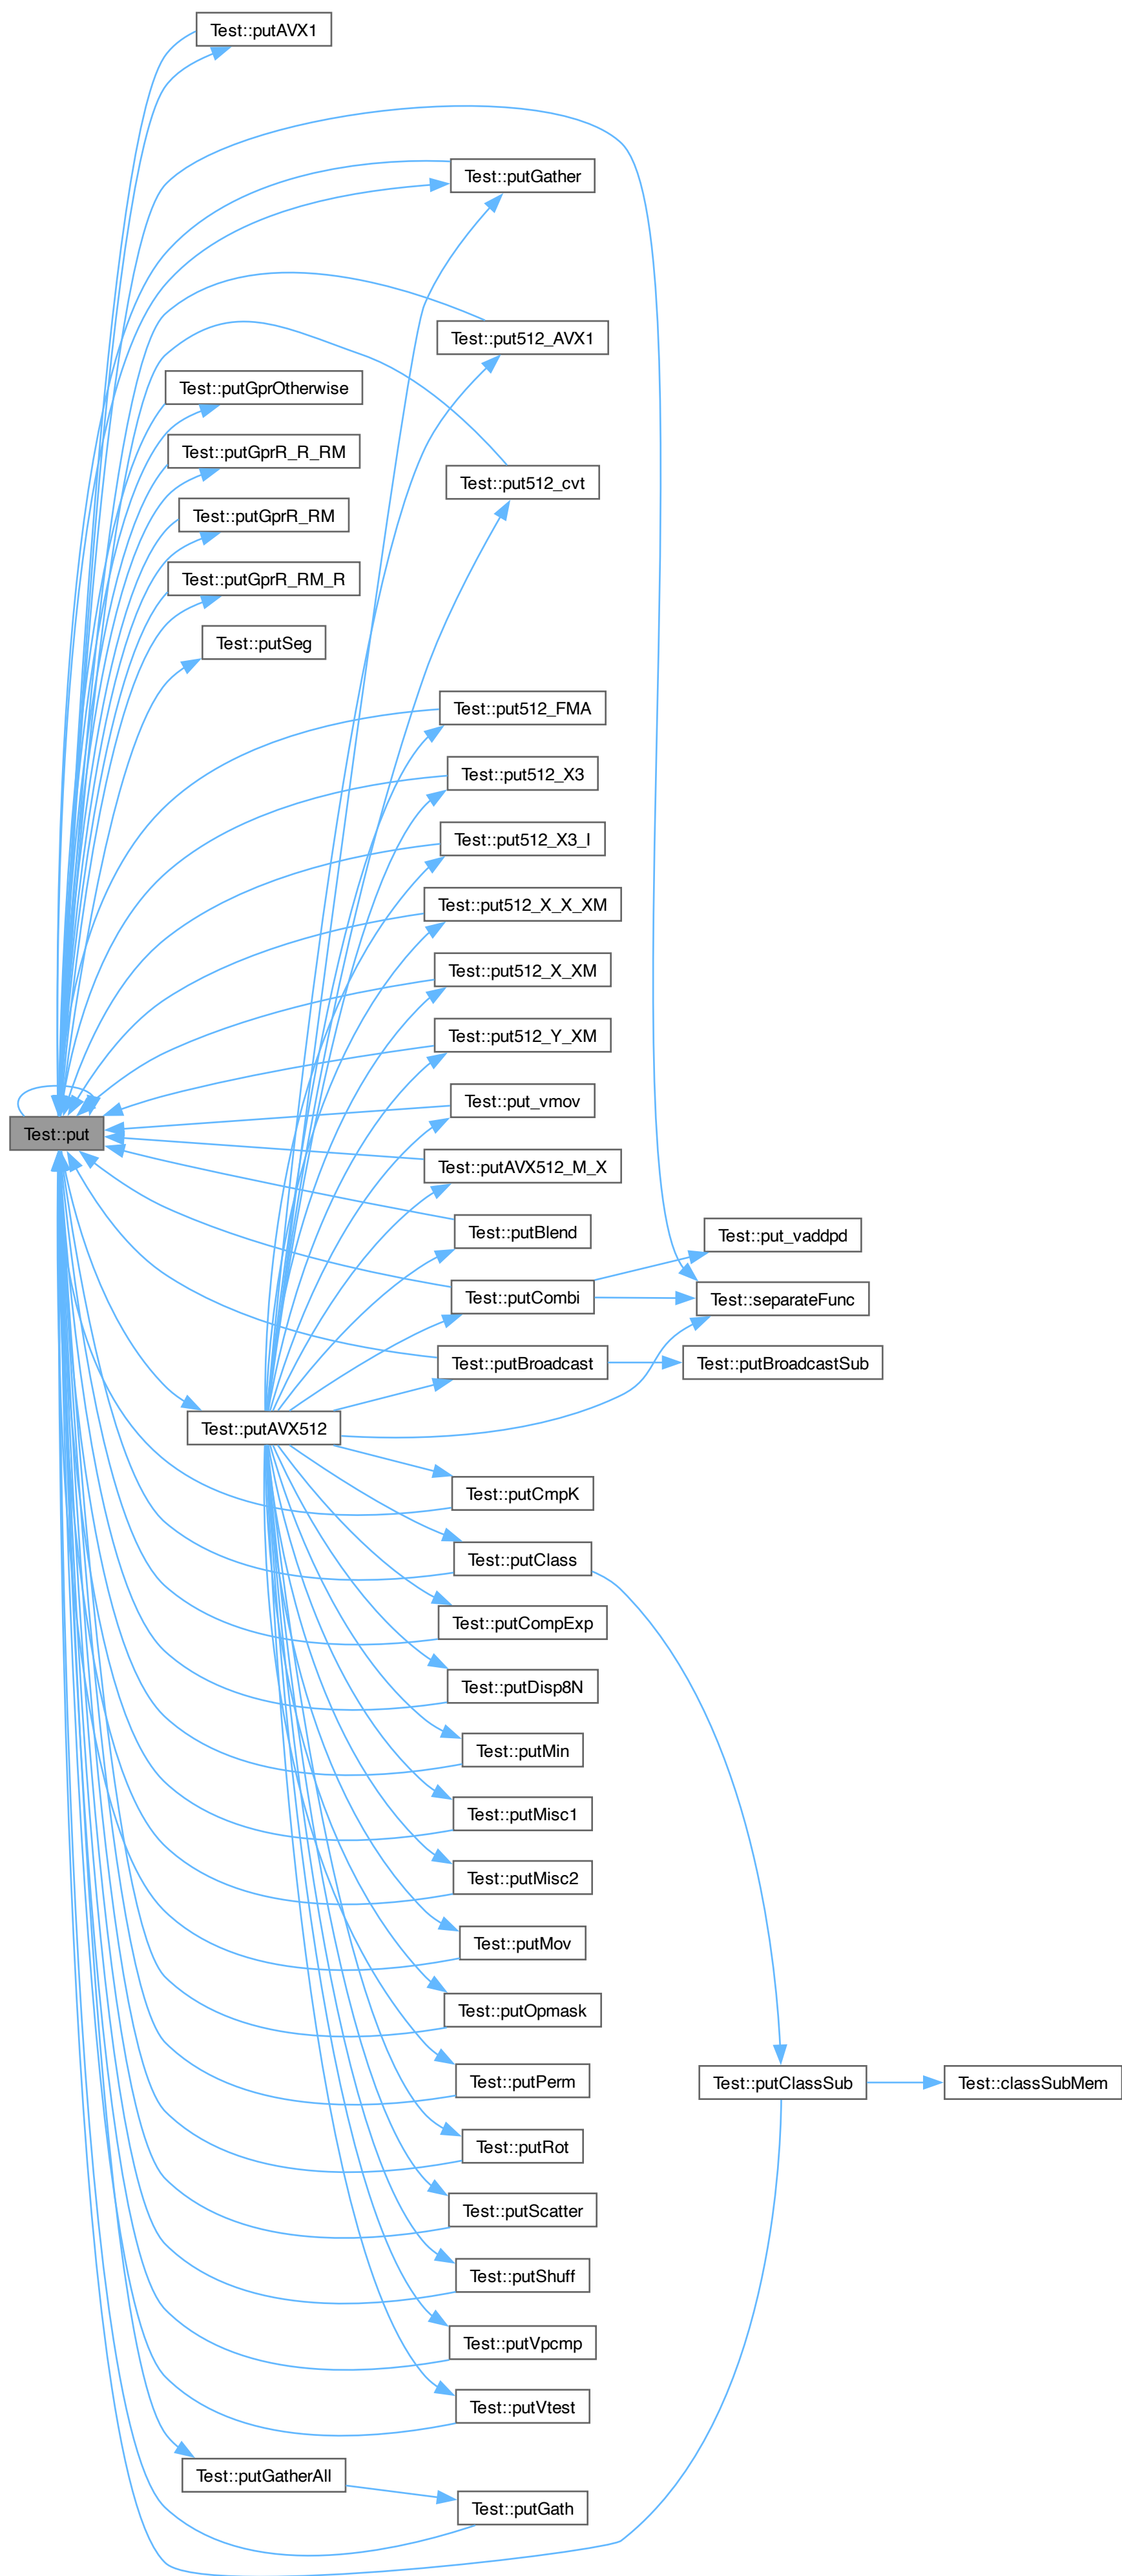 Test::putAVX1
Test::putGather
Test::put512_AVX1
Test::putGprOtherwise
Test::putGprR_R_RM
Test::put512_cvt
Test::putGprR_RM
Test::putGprR_RM_R
Test::putSeg
Test::put512_FMA
Test::put512_X3
Test::put512_X3_I
Test::put512_X_X_XM
Test::put512_X_XM
Test::put512_Y_XM
Test::put_vmov
Test::put
Test::putAVX512_M_X
Test::putBlend
Test::put_vaddpd
Test::putCombi
Test::separateFunc
Test::putBroadcast
Test::putBroadcastSub
Test::putAVX512
Test::putCmpK
Test::putClass
Test::putCompExp
Test::putDisp8N
Test::putMin
Test::putMisc1
Test::putMisc2
Test::putMov
Test::putOpmask
Test::putPerm
Test::putClassSub
Test::classSubMem
Test::putRot
Test::putScatter
Test::putShuff
Test::putVpcmp
Test::putVtest
Test::putGatherAll
Test::putGath